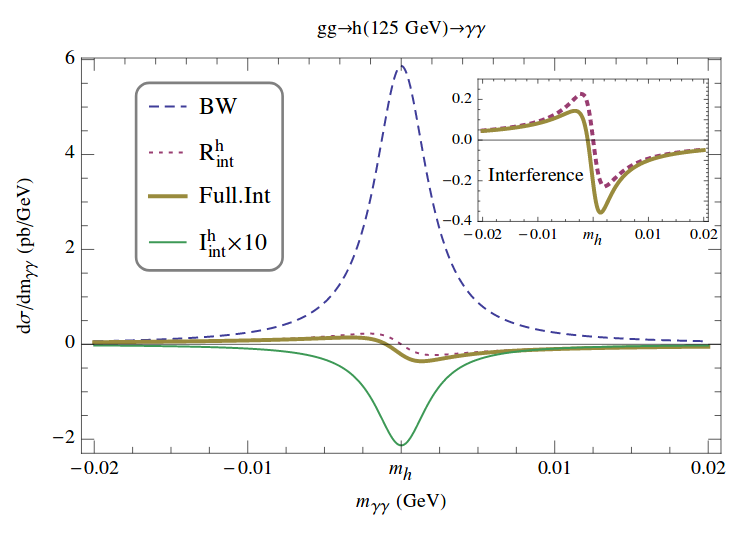 gg→h(125 GeV)→γγ
dσ/dm_γγ (pb/GeV)
6
4
2
0
−2
BW
R^h_int
Full.Int
I^h_int×10
0.2
0.0
−0.2
−0.4
Interference
−0.02 −0.01 m_h 0.01 0.02
−0.02 −0.01 m_h 0.01 0.02
m_γγ (GeV)